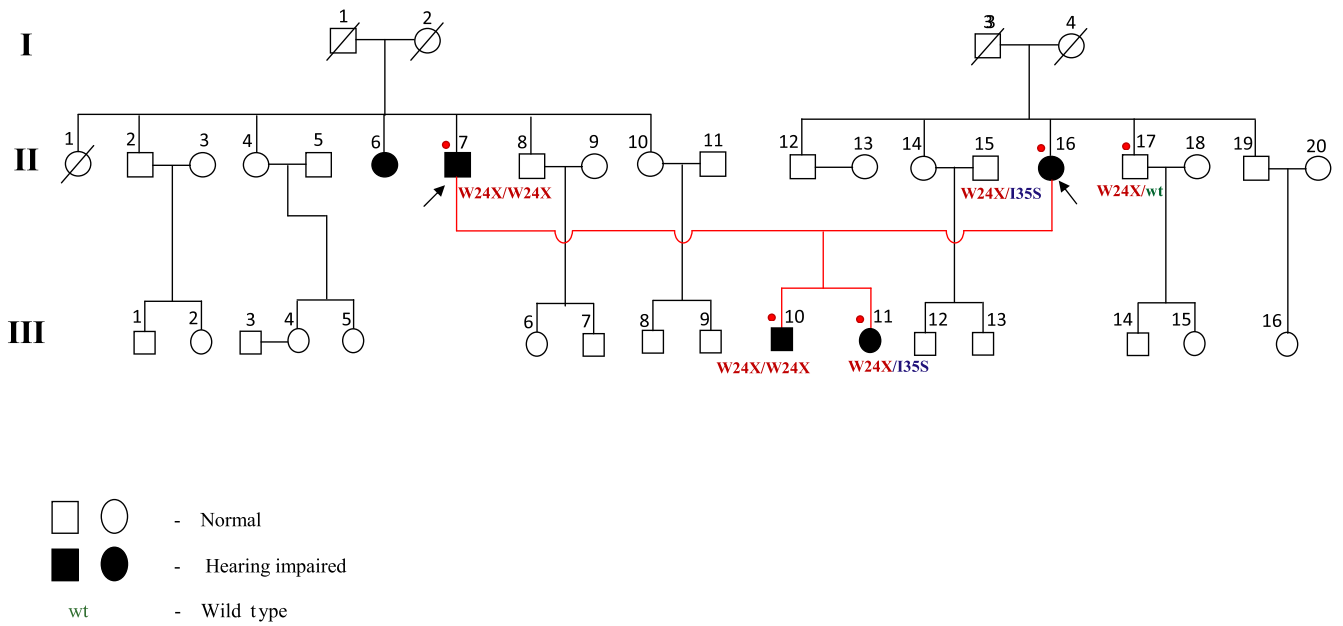 I
1 2 3 4
II
1 2 3 4 5 6 7 8 9 10 11 12 13 14 15 16 17 18 19 20
W24X/W24X W24X/I35S W24X/wt
III
1 2 3 4 5 6 7 8 9 10 11 12 13 14 15 16
W24X/W24X W24X/I35S
- Normal
- Hearing impaired
wt - Wild type